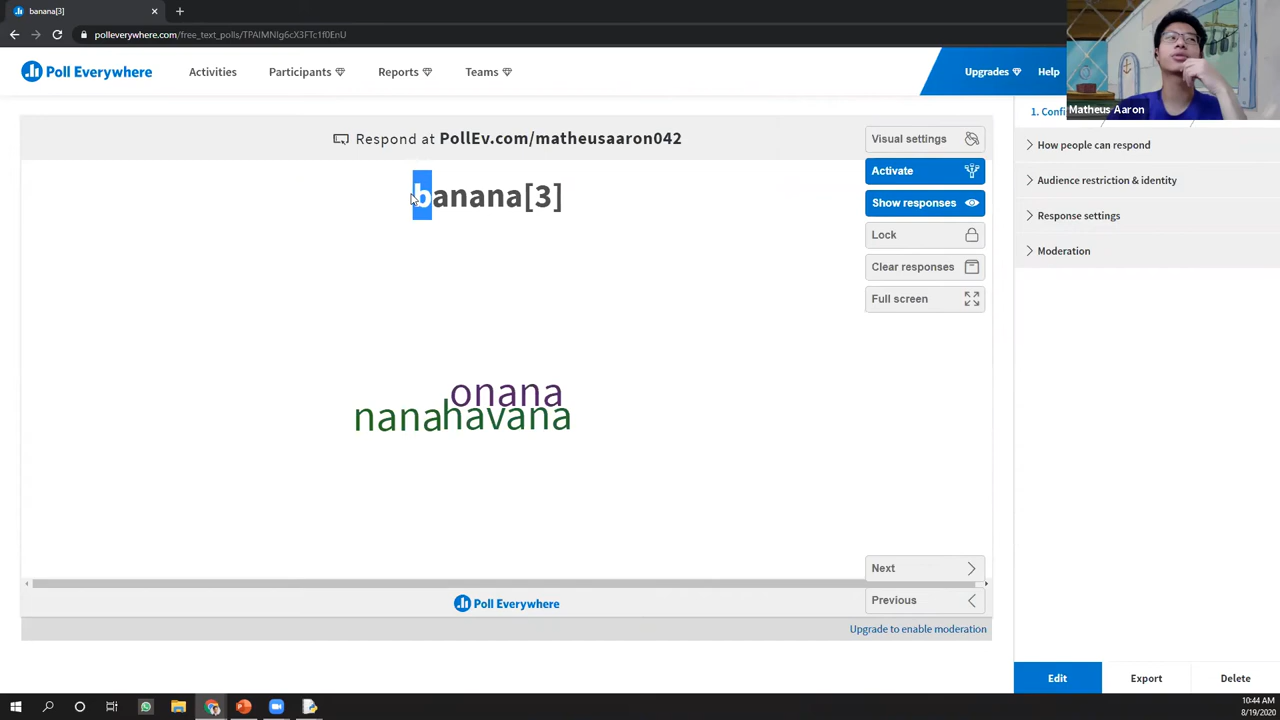 banana[3]
polleverywhere.com/free_text_polls/TPAIMNIg6cX3FTc1f0EnU
Poll Everywhere
Activities
Participants
Reports
Teams
Upgrades
Help
Matheus Aaron
1. Confi
Respond at PollEv.com/matheusaaron042
banana[3]
Visual settings
Activate
Show responses
Lock
Clear responses
Full screen
How people can respond
Audience restriction & identity
Response settings
Moderation
onana
nana
havana
Next
Previous
Poll Everywhere
Upgrade to enable moderation
Edit
Export
Delete
10:44 AM
8/19/2020